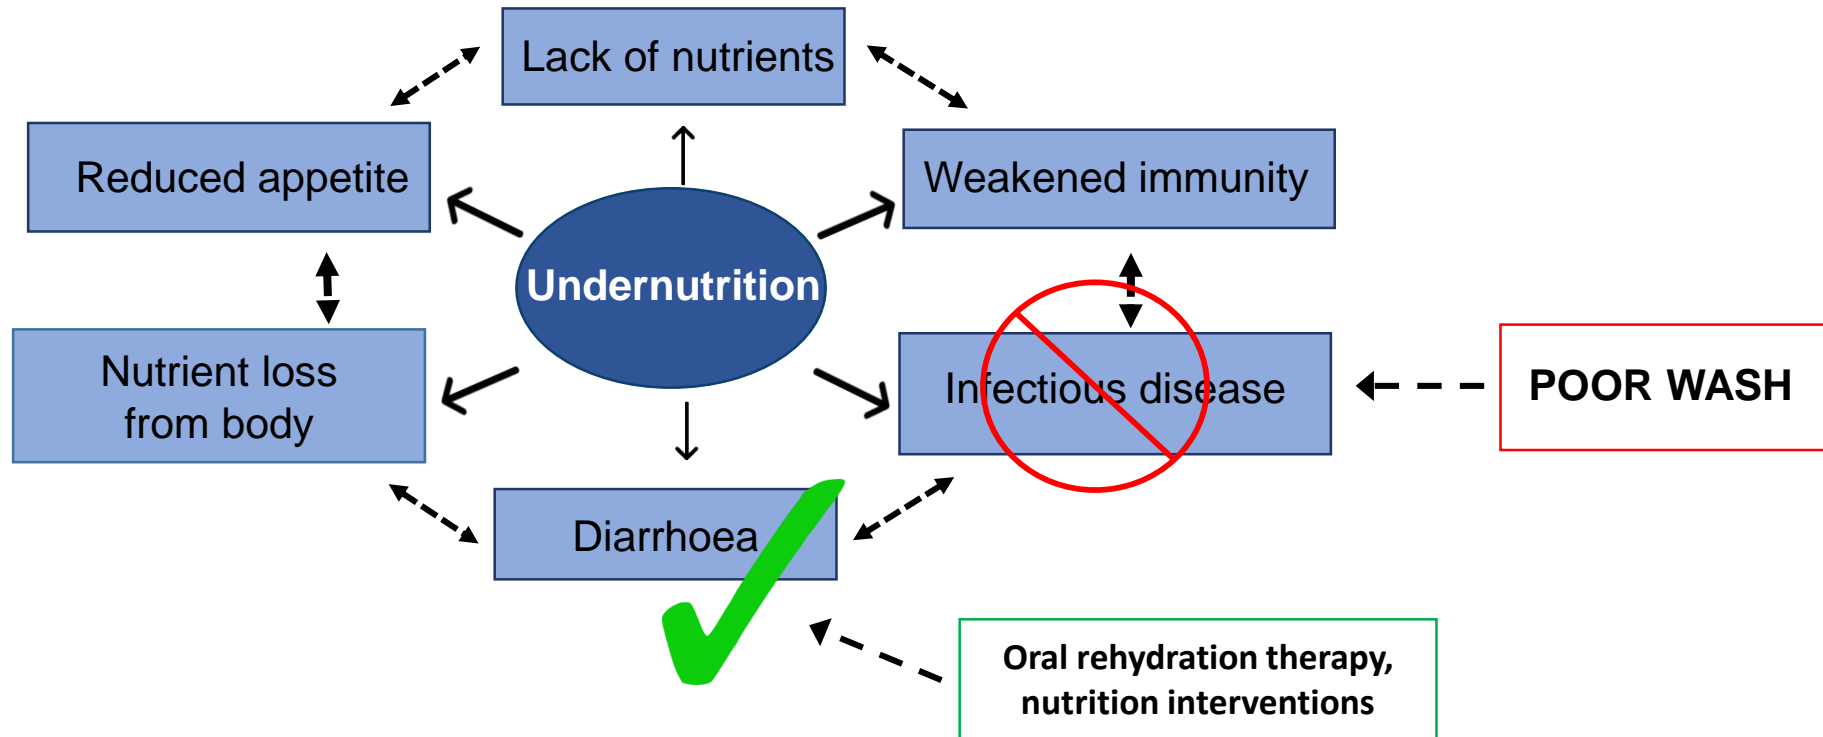 Lack of nutrients
Reduced appetite
Weakened immunity
Undernutrition
Nutrient loss
from body
Infectious disease
POOR WASH
Diarrhoea
Oral rehydration therapy,
nutrition interventions